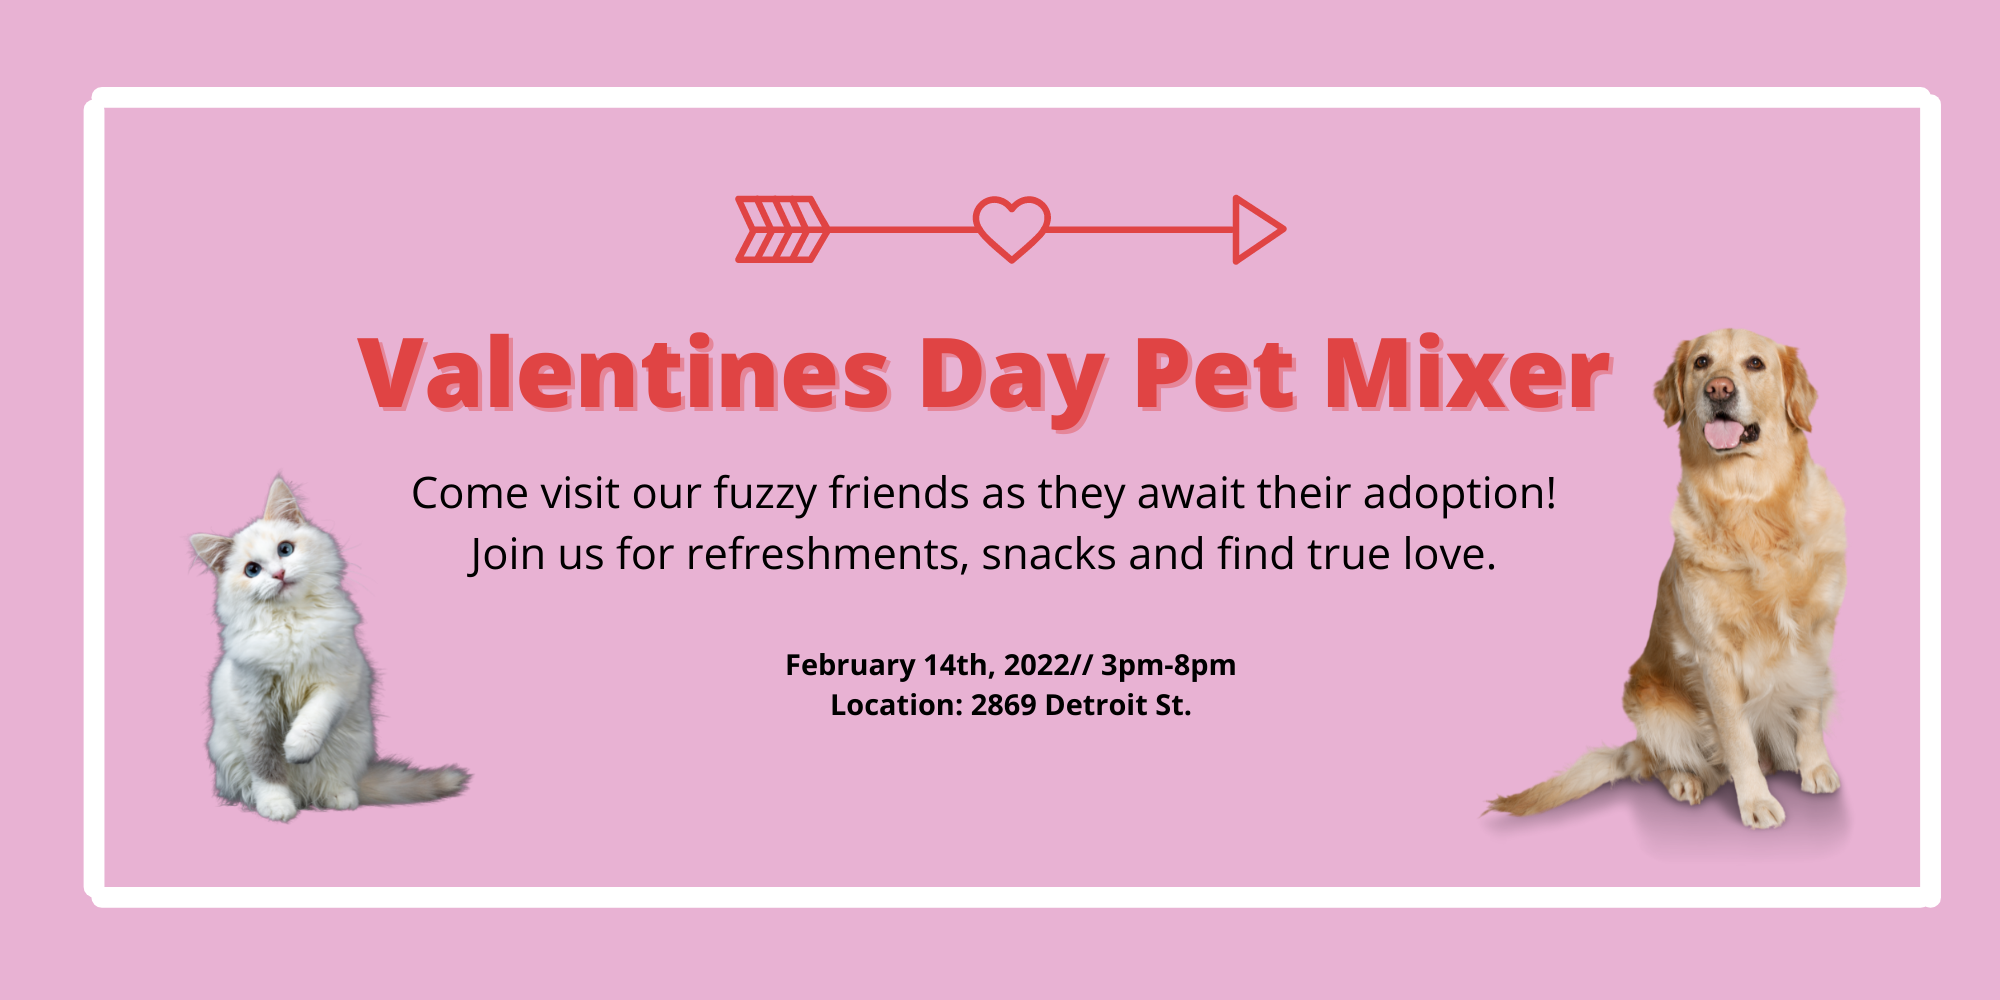 Valentines Day Pet Mixer
Come visit our fuzzy friends as they await their adoption!
Join us for refreshments, snacks and find true love.
February 14th, 2022// 3pm-8pm
Location: 2869 Detroit St.